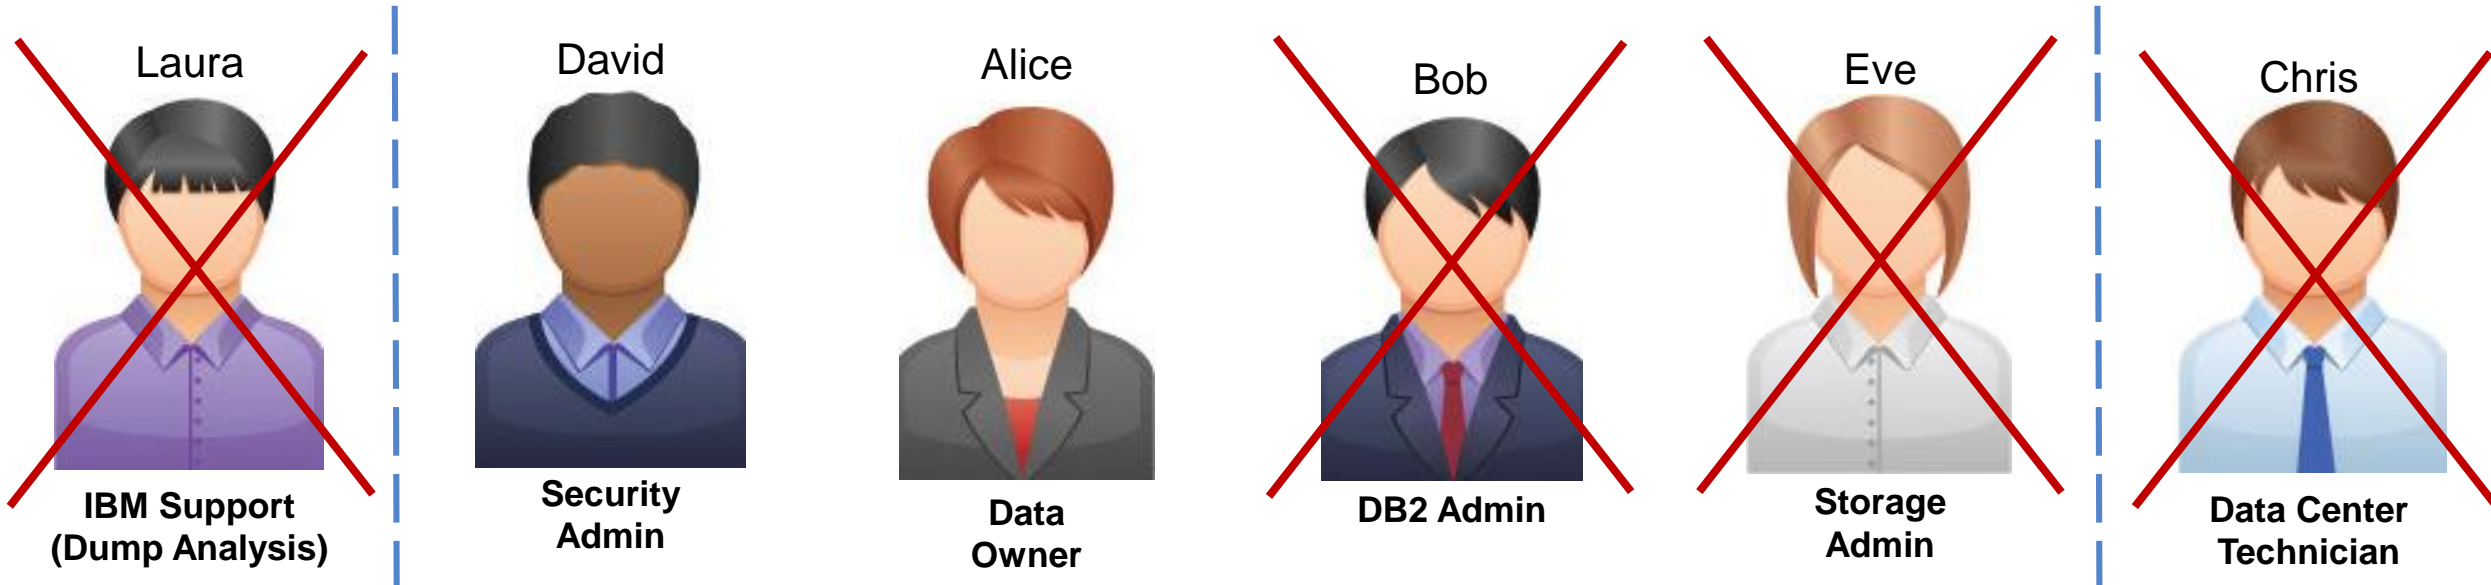 Laura
IBM Support
(Dump Analysis)
David
Security
Admin
Alice
Data
Owner
Bob
DB2 Admin
Eve
Storage
Admin
Chris
Data Center
Technician